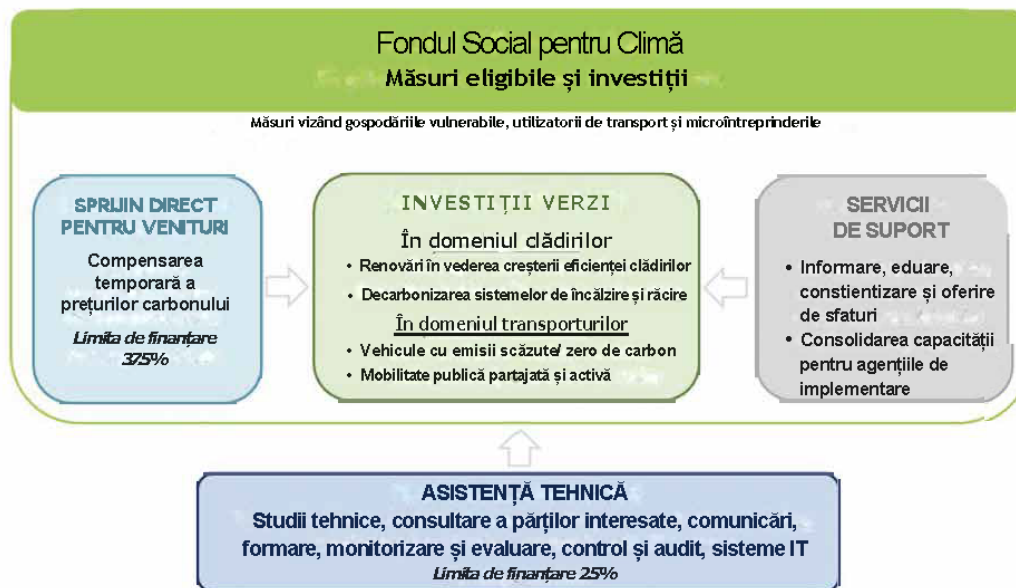 Fondul Social pentru Climă
Măsuri eligibile și investiții
Măsuri vizând gospodăriile vulnerabile, utilizatorii de transport și microîntreprinderile
SPRIJIN DIRECT
PENTRU VENITURI
Compensarea
temporară a
prețurilor carbonului
Limita de finanțare
375%
INVESTIȚII VERZI
În domeniul clădirilor
• Renovări în vederea creșterii eficienței clădirilor
• Decarbonizarea sistemelor de încălzire și răcire
În domeniul transporturilor
• Vehicule cu emisii scăzute/ zero de carbon
• Mobilitate publică partajată și activă
SERVICII
DE SUPORT
• Informare, eduare,
constientizare și oferire
de sfaturi
• Consolidarea capacității
pentru agențiile de
implementare
ASISTENȚĂ TEHNICĂ
Studii tehnice, consultare a părților interesate, comunicări,
formare, monitorizare și evaluare, control și audit, sisteme IT
Limita de finanțare 25%